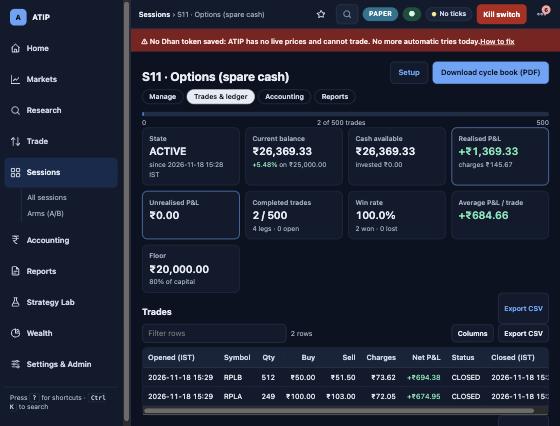 A ATIP
Home
Markets
Research
Trade
Sessions
All sessions
Arms (A/B)
Accounting
Reports
Strategy Lab
Wealth
Settings & Admin
Press ? for shortcuts · Ctrl
K to search
Sessions › S11 · Options (spare cash)
PAPER
No ticks
Kill switch
6
⚠ No Dhan token saved: ATIP has no live prices and cannot trade. No more automatic tries today. How to fix
S11 · Options (spare cash)
Setup
Download cycle book (PDF)
Manage
Trades & ledger
Accounting
Reports
0
2 of 500 trades
500
State
ACTIVE
since 2026-11-18 15:28
IST
Current balance
₹26,369.33
+5.48% on ₹25,000.00
Cash available
₹26,369.33
invested ₹0.00
Realised P&L
+₹1,369.33
charges ₹145.67
Unrealised P&L
₹0.00
Completed trades
2 / 500
4 legs · 0 open
Win rate
100.0%
2 won · 0 lost
Average P&L / trade
+₹684.66
Floor
₹20,000.00
80% of capital
Trades
Export CSV
Filter rows
2 rows
Columns
Export CSV
Opened (IST) Symbol Qty Buy Sell Charges Net P&L Status Closed (IST)
2026-11-18 15:29 RPLB 512 ₹50.00 ₹51.50 ₹73.62 +₹694.38 CLOSED 2026-11-18 15:
2026-11-18 15:29 RPLA 249 ₹100.00 ₹103.00 ₹72.05 +₹674.95 CLOSED 2026-11-18 15: